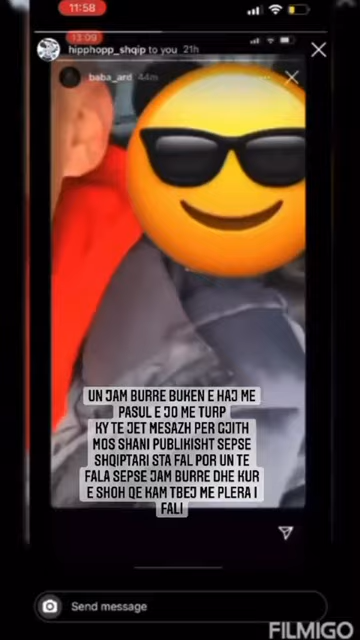 11:58
13:09
hipphopp_shqip to you 21h
baba_ard 44m
UN JAM BURRE BUKEN E HAJ ME
PASUL E JO ME TURP
KY TE JET MESAZH PER GJITH
MOS SHANI PUBLIKISHT SEPSE
SHQIPTARI STA FAL POR UN TE
FALA SEPSE JAM BURRE DHE KUR
E SHOH QE KAM TBEJ ME PLERA I
FALI
Send message
FILMIGO